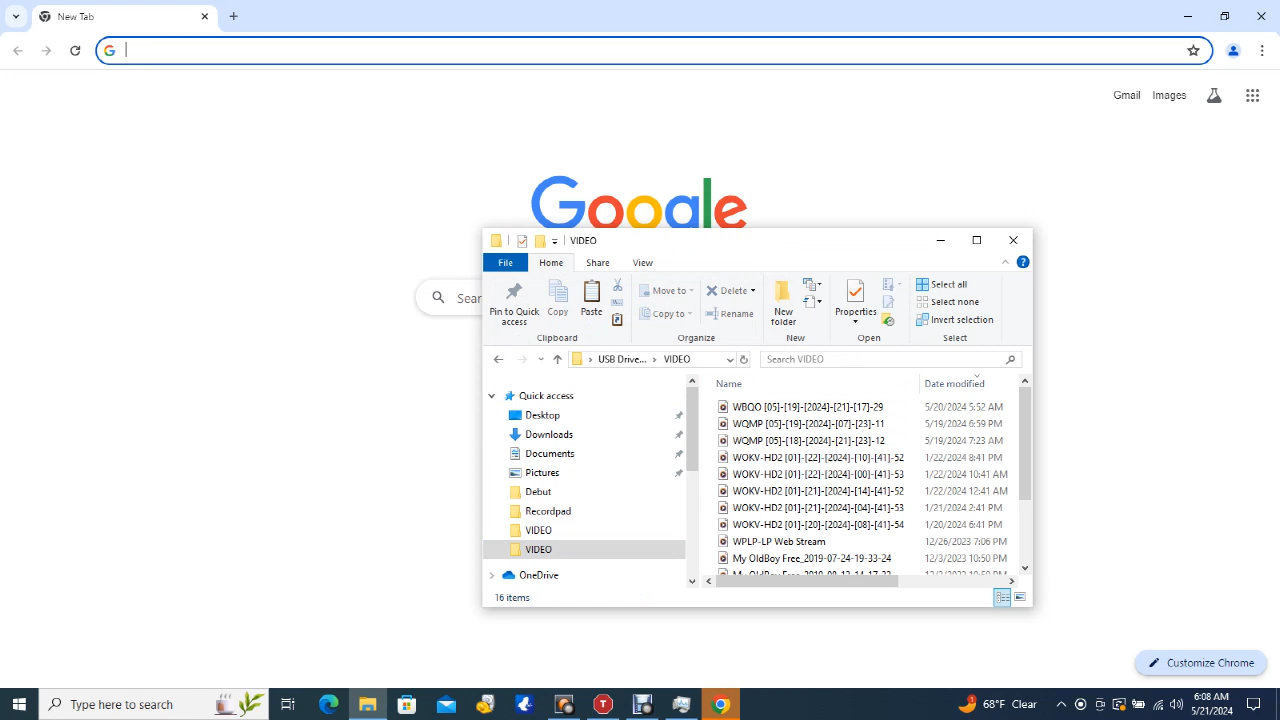 New Tab
Gmail Images
Google
Sear
VIDEO
File Home Share View
Pin to Quick access
Copy
Paste
Move to
Copy to
Delete
Rename
New folder
Properties
Select all
Select none
Invert selection
Clipboard Organize New Open Select
USB Drive... VIDEO
Search VIDEO
Quick access
Desktop
Downloads
Documents
Pictures
Debut
Recordpad
VIDEO
VIDEO
OneDrive
Name Date modified
WBQO [05]-[19]-[2024]-[21]-[17]-29 5/20/2024 5:52 AM
WQMP [05]-[19]-[2024]-[07]-[23]-11 5/19/2024 6:59 PM
WQMP [05]-[18]-[2024]-[21]-[23]-12 5/19/2024 7:23 AM
WOKV-HD2 [01]-[22]-[2024]-[10]-[41]-52 1/22/2024 8:41 PM
WOKV-HD2 [01]-[22]-[2024]-[00]-[41]-53 1/22/2024 10:41 AM
WOKV-HD2 [01]-[21]-[2024]-[14]-[41]-52 1/22/2024 12:41 AM
WOKV-HD2 [01]-[21]-[2024]-[04]-[41]-53 1/21/2024 2:41 PM
WOKV-HD2 [01]-[20]-[2024]-[08]-[41]-54 1/20/2024 6:41 PM
WPLP-LP Web Stream 12/26/2023 7:06 PM
My OldBoy Free_2019-07-24-19-33-24 12/3/2023 10:50 PM
16 items
Customize Chrome
Type here to search
68°F Clear
6:08 AM
5/21/2024